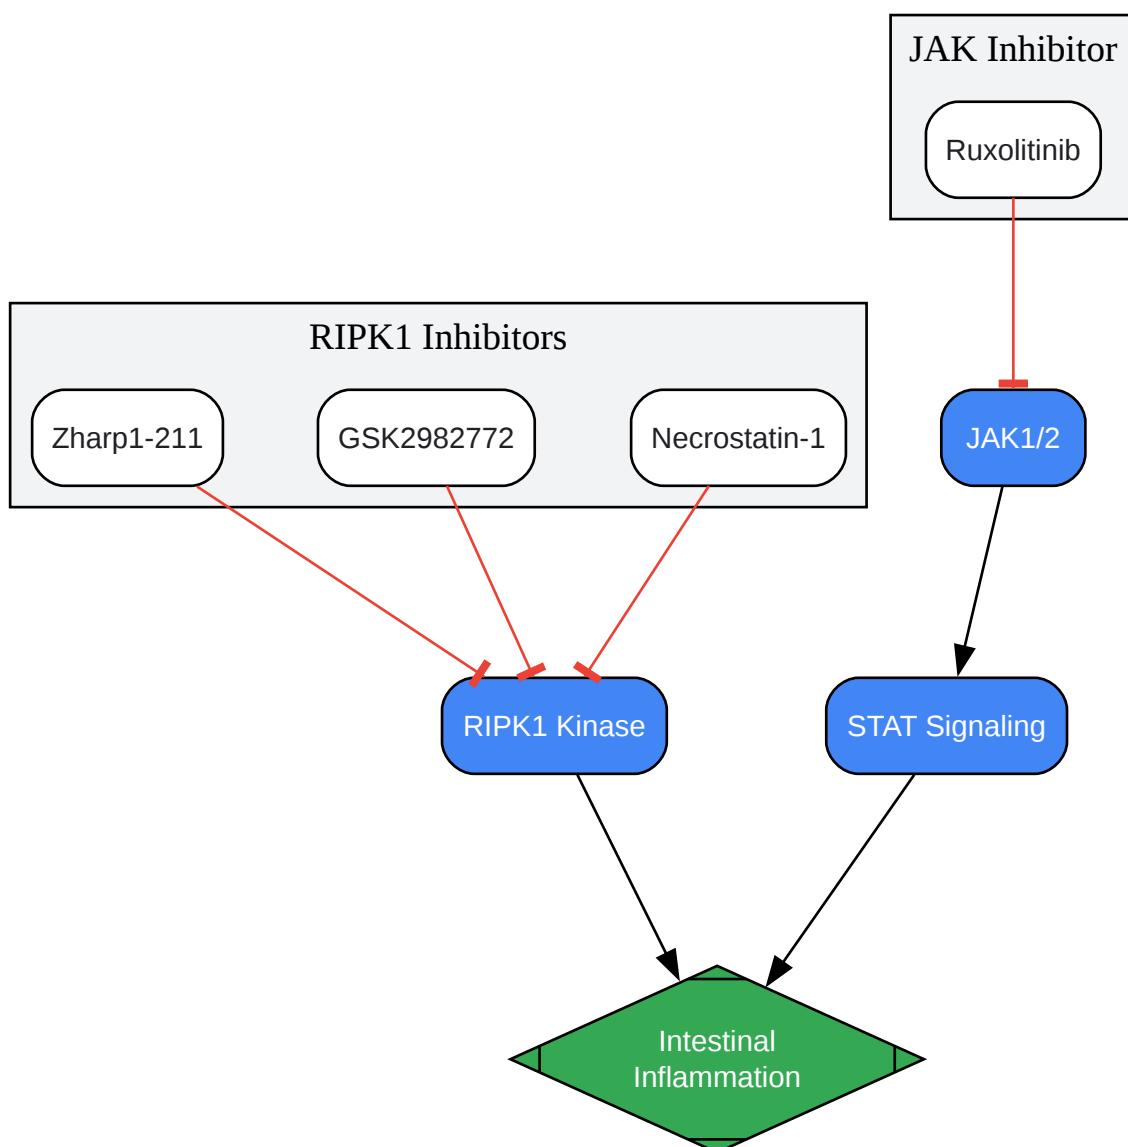 JAK Inhibitor
Ruxolitinib
RIPK1 Inhibitors
Zharp1-211
GSK2982772
Necrostatin-1
JAK1/2
RIPK1 Kinase
STAT Signaling
Intestinal
Inflammation